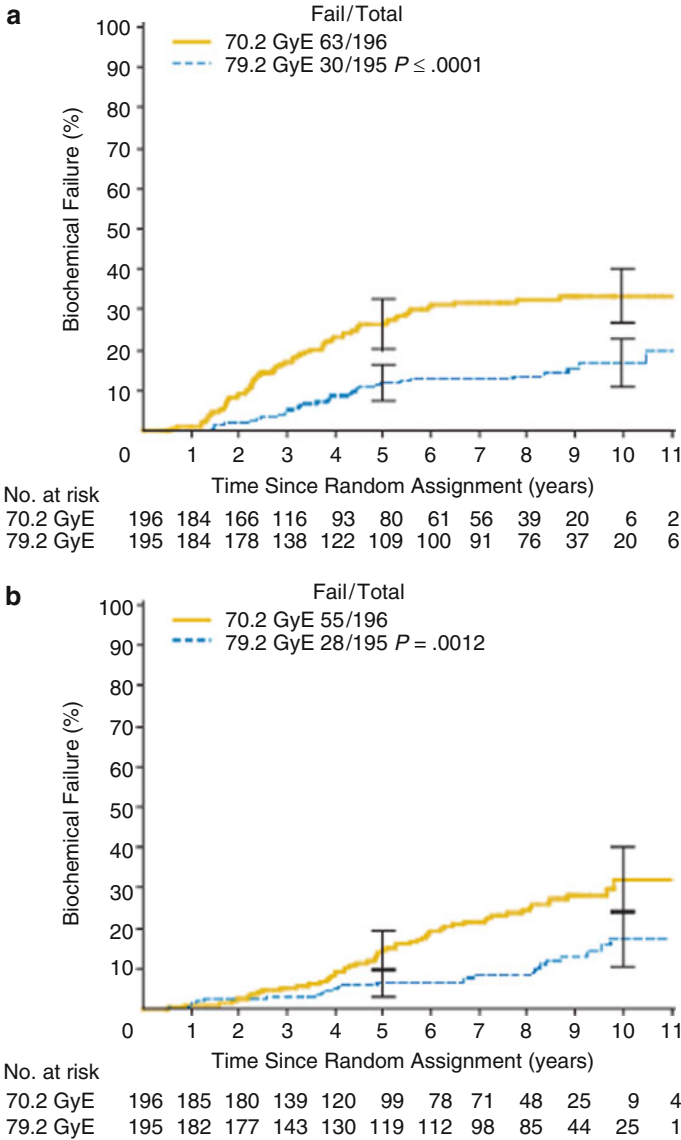 a
Fail/Total
70.2 GyE 63/196
79.2 GyE 30/195 P ≤ .0001
Biochemical Failure (%)
100
90
80
70
60
50
40
30
20
10
0 1 2 3 4 5 6 7 8 9 10 11
Time Since Random Assignment (years)
No. at risk
70.2 GyE 196 184 166 116 93 80 61 56 39 20 6 2
79.2 GyE 195 184 178 138 122 109 100 91 76 37 20 6
b
Fail/Total
70.2 GyE 55/196
79.2 GyE 28/195 P = .0012
Biochemical Failure (%)
100
90
80
70
60
50
40
30
20
10
0 1 2 3 4 5 6 7 8 9 10 11
Time Since Random Assignment (years)
No. at risk
70.2 GyE 196 185 180 139 120 99 78 71 48 25 9 4
79.2 GyE 195 182 177 143 130 119 112 98 85 44 25 1